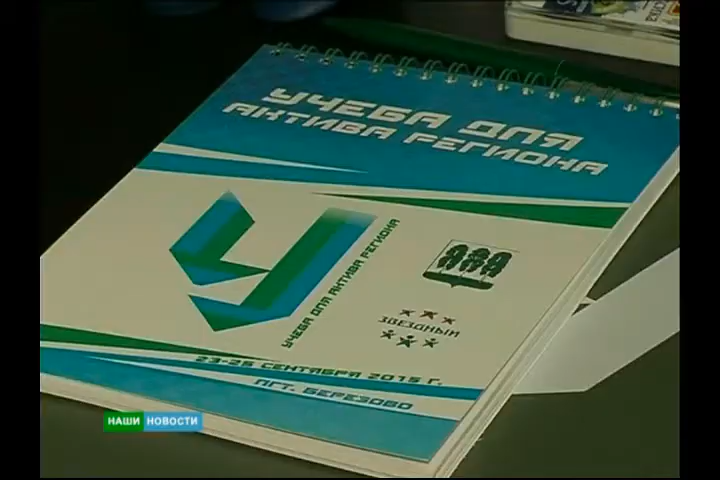 УЧЕБА ДЛЯ
АКТИВА РЕГИОНА
У
УЧЕБА ДЛЯ АКТИВА РЕГИОНА
ЗВЕЗДНЫЙ
23-25 СЕНТЯБРЯ 2015 Г.
ПГТ. БЕРЕЗОВО
НАШИ НОВОСТИ